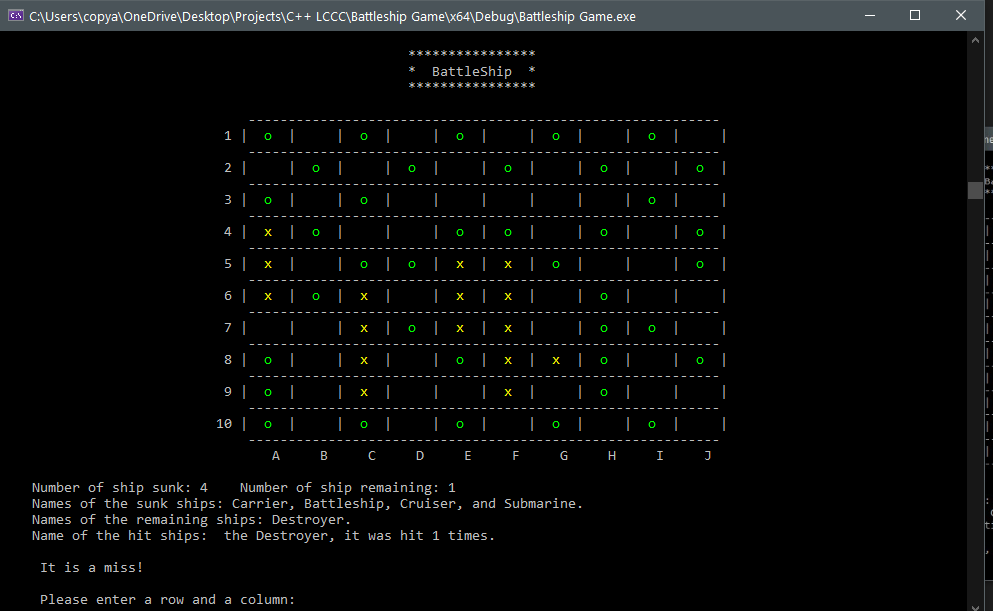 C:\Users\copya\OneDrive\Desktop\Projects\C++ LCCC\Battleship Game\x64\Debug\Battleship Game.exe
****************
* BattleShip *
****************
-----------------------------------------------------------
1 | o | | o | | o | | o | | o | |
-----------------------------------------------------------
2 | | o | | o | | o | | o | | o |
-----------------------------------------------------------
3 | o | | o | | | | | | o | |
-----------------------------------------------------------
4 | x | o | | | o | o | | o | | o |
-----------------------------------------------------------
5 | x | | o | o | x | x | o | | | o |
-----------------------------------------------------------
6 | x | o | x | | x | x | | o | | |
-----------------------------------------------------------
7 | | | x | o | x | x | | o | o | |
-----------------------------------------------------------
8 | o | | x | | o | x | x | o | | o |
-----------------------------------------------------------
9 | o | | x | | | x | | o | | |
-----------------------------------------------------------
10 | o | | o | | o | | o | | o | |
-----------------------------------------------------------
A B C D E F G H I J
Number of ship sunk: 4 Number of ship remaining: 1
Names of the sunk ships: Carrier, Battleship, Cruiser, and Submarine.
Names of the remaining ships: Destroyer.
Name of the hit ships: the Destroyer, it was hit 1 times.
It is a miss!
Please enter a row and a column: